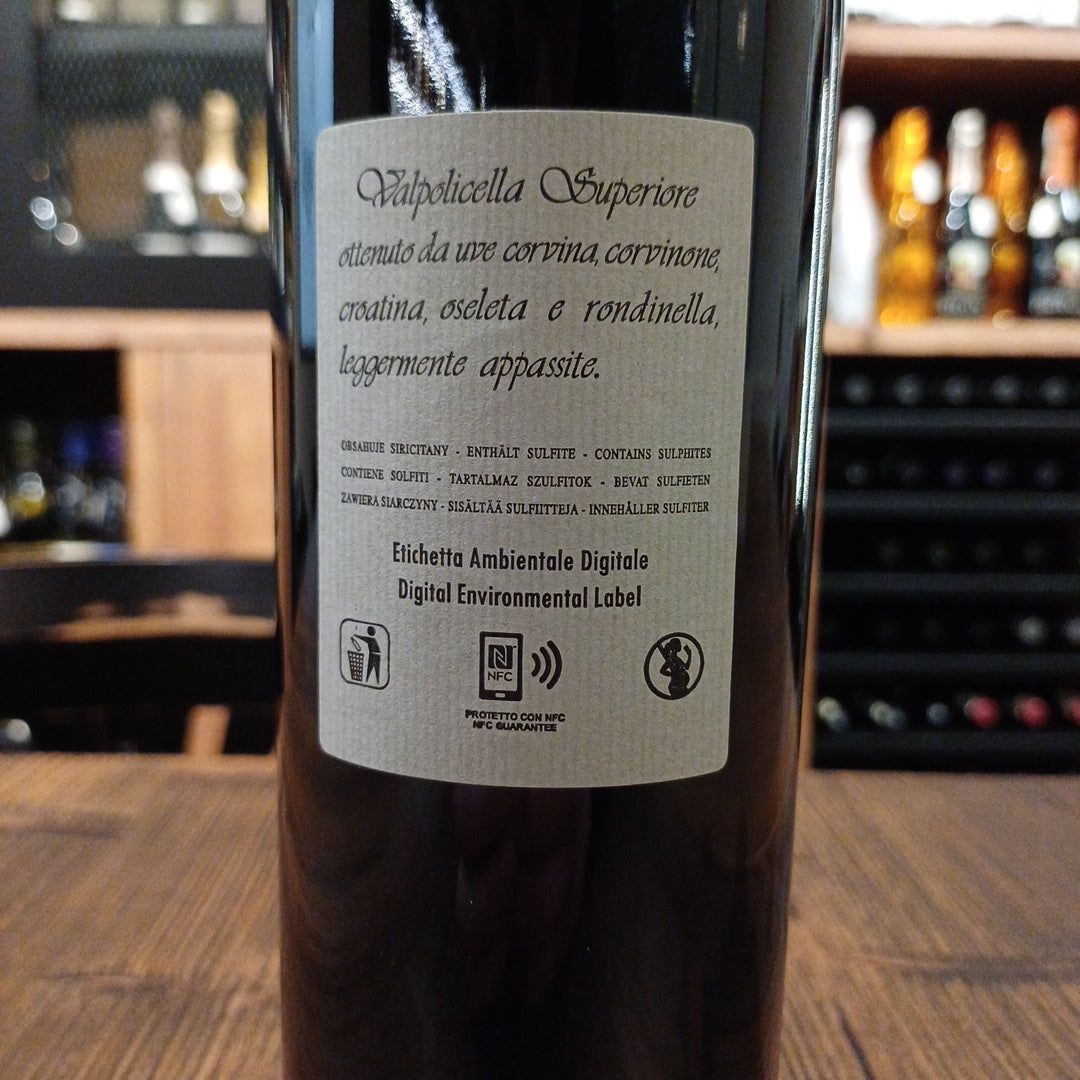 Valpolicella Superiore
ottenuto da uve corvina, corvinone,
croatina, oseleta e rondinella,
leggermente appassite.
OBSAHUJE SIRICITANY - ENTHÄLT SULFITE - CONTAINS SULPHITES
CONTIENE SOLFITI - TARTALMAZ SZULFITOK - BEVAT SULFIETEN
ZAWIERA SIARCZYNY - SISÄLTÄÄ SULFIITTEJA - INNEHÅLLER SULFITER
Etichetta Ambientale Digitale
Digital Environmental Label
N
NFC
PROTETTO CON NFC
NFC GUARANTEE